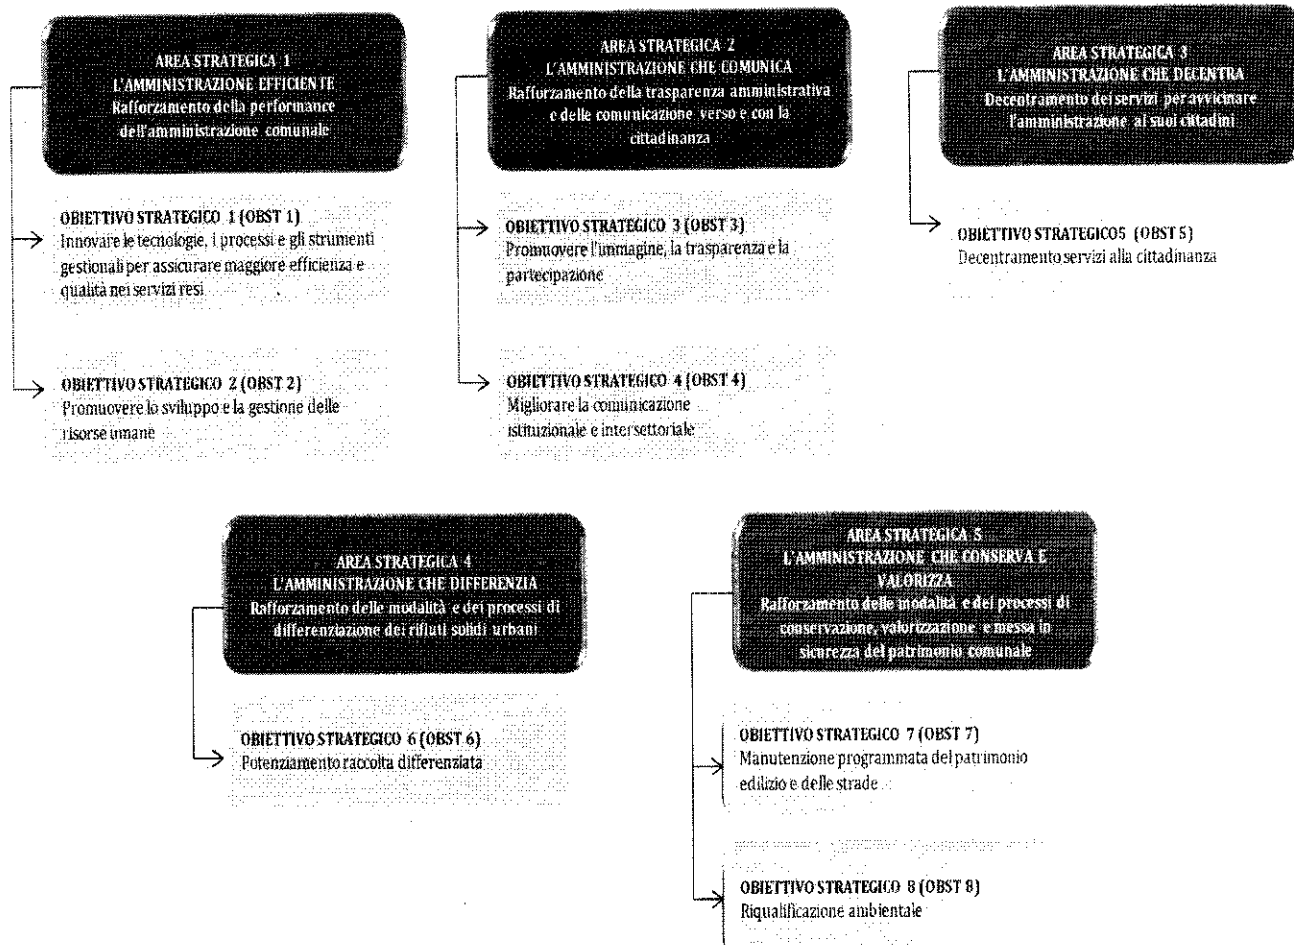 AREA STRATEGICA 1
L'AMMINISTRAZIONE EFFICIENTE
Rafforzamento della performance
dell'amministrazione comunale
OBIETTIVO STRATEGICO 1 (OBST 1)
Innovare le tecnologie, i processi e gli strumenti
gestionali per assicurare maggiore efficienza e
qualità nei servizi resi
OBIETTIVO STRATEGICO 2 (OBST 2)
Promuovere lo sviluppo e la gestione delle
risorse umane
AREA STRATEGICA 2
L'AMMINISTRAZIONE CHE COMUNICA
Rafforzamento della trasparenza amministrativa
e delle comunicazione verso e con la
cittadinanza
OBIETTIVO STRATEGICO 3 (OBST 3)
Promuovere l'immagine, la trasparenza e la
partecipazione
OBIETTIVO STRATEGICO 4 (OBST 4)
Migliorare la comunicazione
istituzionale e intersettoriale
AREA STRATEGICA 3
L'AMMINISTRAZIONE CHE DECENTRA
Decentramento dei servizi per avvicinare
l'amministrazione ai suoi cittadini
OBIETTIVO STRATEGICO5 (OBST 5)
Decentramento servizi alla cittadinanza
AREA STRATEGICA 4
L'AMMINISTRAZIONE CHE DIFFERENZIA
Rafforzamento delle modalità e dei processi di
differenziazione dei rifiuti solidi urbani
OBIETTIVO STRATEGICO 6 (OBST 6)
Potenziamento raccolta differenziata
AREA STRATEGICA 5
L'AMMINISTRAZIONE CHE CONSERVA E
VALORIZZA
Rafforzamento delle modalità e dei processi di
conservazione, valorizzazione e messa in
sicurezza del patrimonio comunale
OBIETTIVO STRATEGICO 7 (OBST 7)
Manutenzione programmata del patrimonio
edilizio e delle strade
OBIETTIVO STRATEGICO 8 (OBST 8)
Riqualificazione ambientale